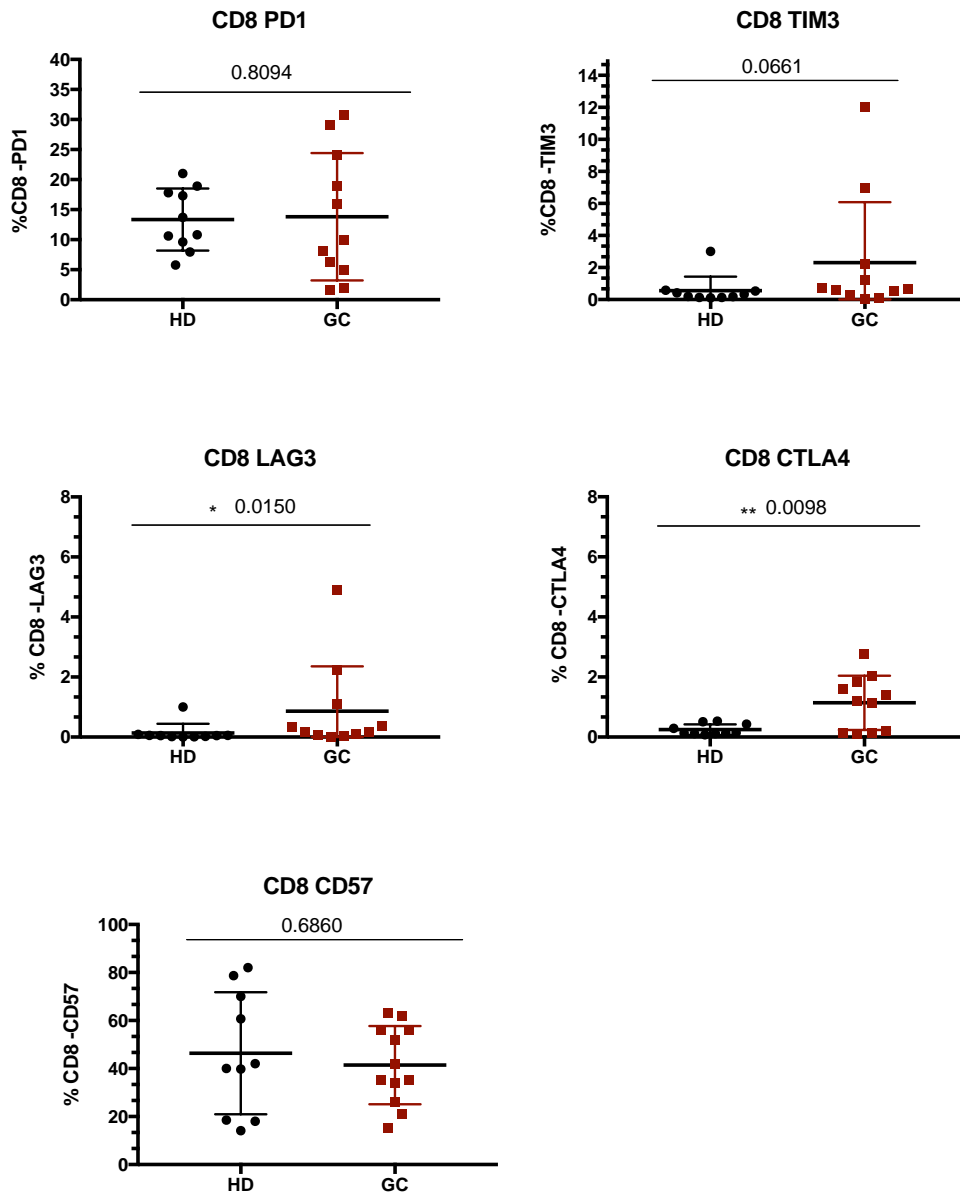 CD8 PD1
0.8094
%CD8 -PD1
40
35
30
25
20
15
10
5
0
HD
GC
CD8 TIM3
0.0661
%CD8 -TIM3
14
12
10
8
6
4
2
0
HD
GC
CD8 LAG3
* 0.0150
% CD8 -LAG3
8
6
4
2
0
HD
GC
CD8 CTLA4
** 0.0098
% CD8 -CTLA4
8
6
4
2
0
HD
GC
CD8 CD57
0.6860
% CD8 -CD57
100
80
60
40
20
0
HD
GC